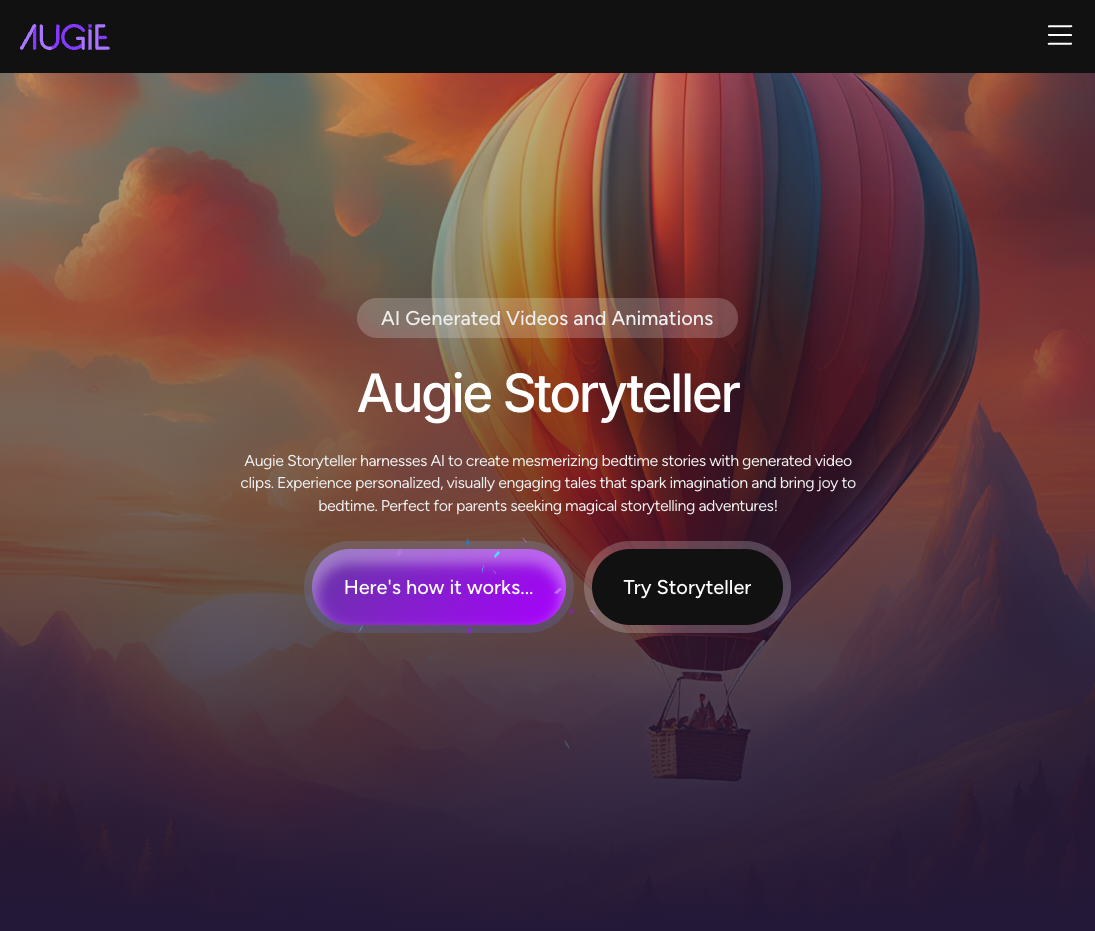 AUGIE
AI Generated Videos and Animations
Augie Storyteller
Augie Storyteller harnesses AI to create mesmerizing bedtime stories with generated video
clips. Experience personalized, visually engaging tales that spark imagination and bring joy to
bedtime. Perfect for parents seeking magical storytelling adventures!
Here's how it works...
Try Storyteller